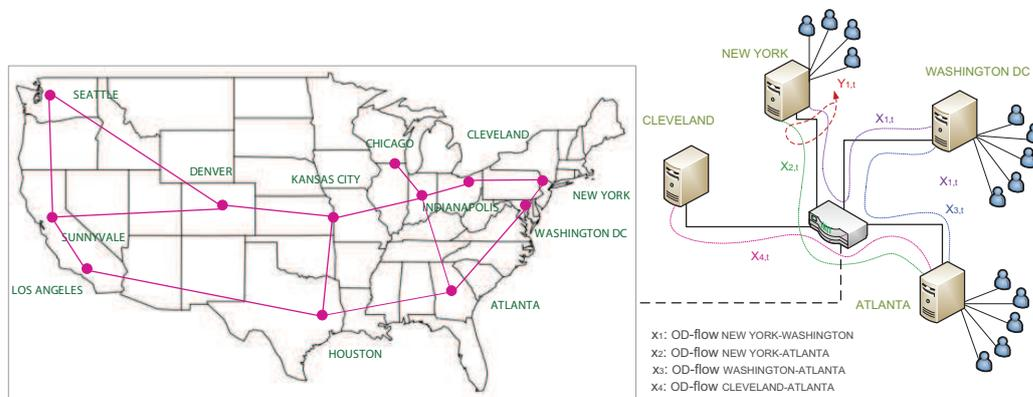 SEATTLE
CHICAGO
CLEVELAND
DENVER
KANSAS CITY
NEW YORK
INDIANAPOLIS
WASHINGTON DC
SUNNYVALE
LOS ANGELES
ATLANTA
HOUSTON
NEW YORK
WASHINGTON DC
Y1,t
CLEVELAND
X1,t
X2,t
X1,t
X3,t
X4,t
ATLANTA
X1: OD-flow NEW YORK-WASHINGTON
X2: OD-flow NEW YORK-ATLANTA
X3: OD-flow WASHINGTON-ATLANTA
X4: OD-flow CLEVELAND-ATLANTA